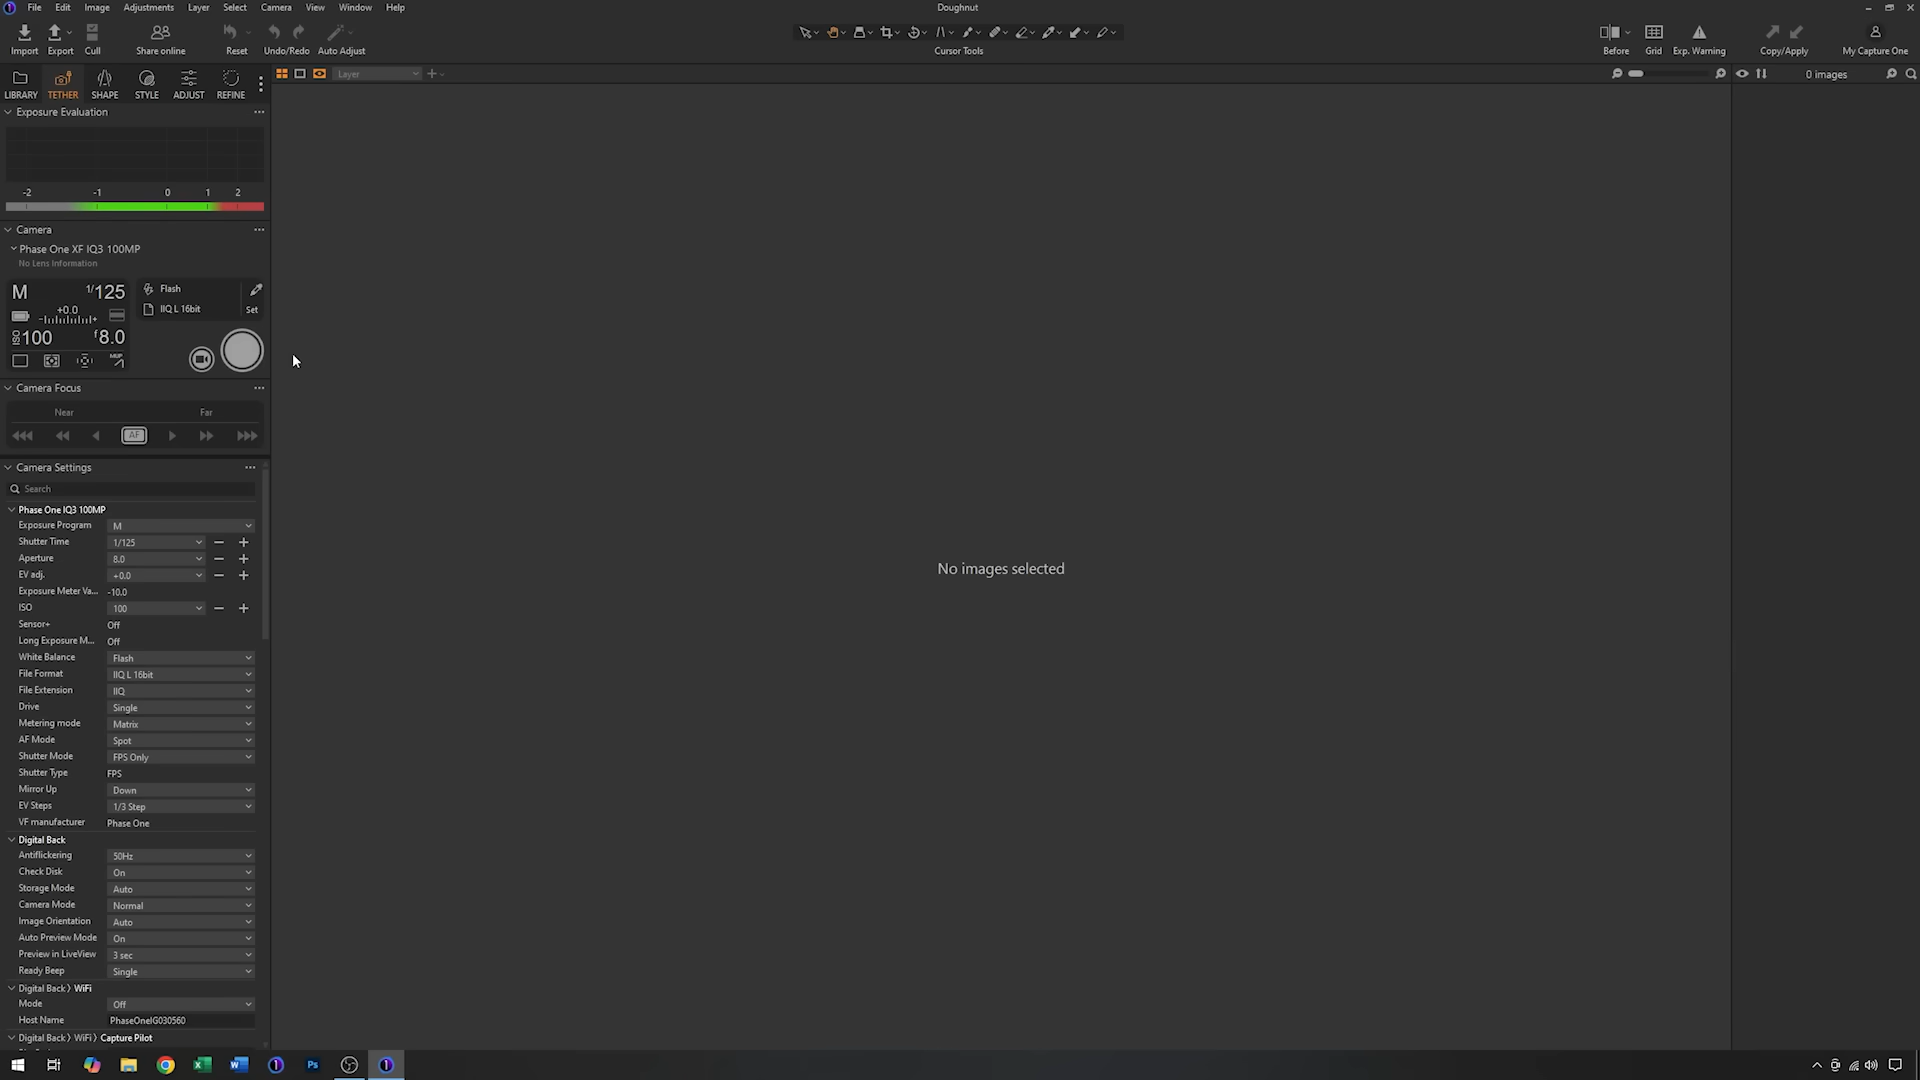 File Edit Image Adjustments Layer Select Camera View Window Help
Doughnut
Import Export Cull Share online Reset Undo/Redo Auto Adjust
Cursor Tools
Before Grid Exp. Warning Copy/Apply My Capture One
LIBRARY TETHER SHAPE STYLE ADJUST REFINE
Layer
0 images
Exposure Evaluation
-2 -1 0 1 2
Camera
Phase One XF IQ3 100MP
No Lens Information
M 1/125
Flash
+0.0
IIQ L 16bit
Set
ISO 100 f8.0
MUP
Camera Focus
Near Far
AF
Camera Settings
Search
Phase One IQ3 100MP
Exposure Program M
Shutter Time 1/125
Aperture 8.0
EV adj. +0.0
Exposure Meter Va... -10.0
ISO 100
Sensor+ Off
Long Exposure M... Off
White Balance Flash
File Format IIQ L 16bit
File Extension IIQ
Drive Single
Metering mode Matrix
AF Mode Spot
Shutter Mode FPS Only
Shutter Type FPS
Mirror Up Down
EV Steps 1/3 Step
VF manufacturer Phase One
Digital Back
Antiflickering 50Hz
Check Disk On
Storage Mode Auto
Camera Mode Normal
Image Orientation Auto
Auto Preview Mode On
Preview in LiveView 3 sec
Ready Beep Single
Digital Back › WiFi
Mode Off
Host Name PhaseOneIG030560
Digital Back › WiFi › Capture Pilot
No images selected
Ps